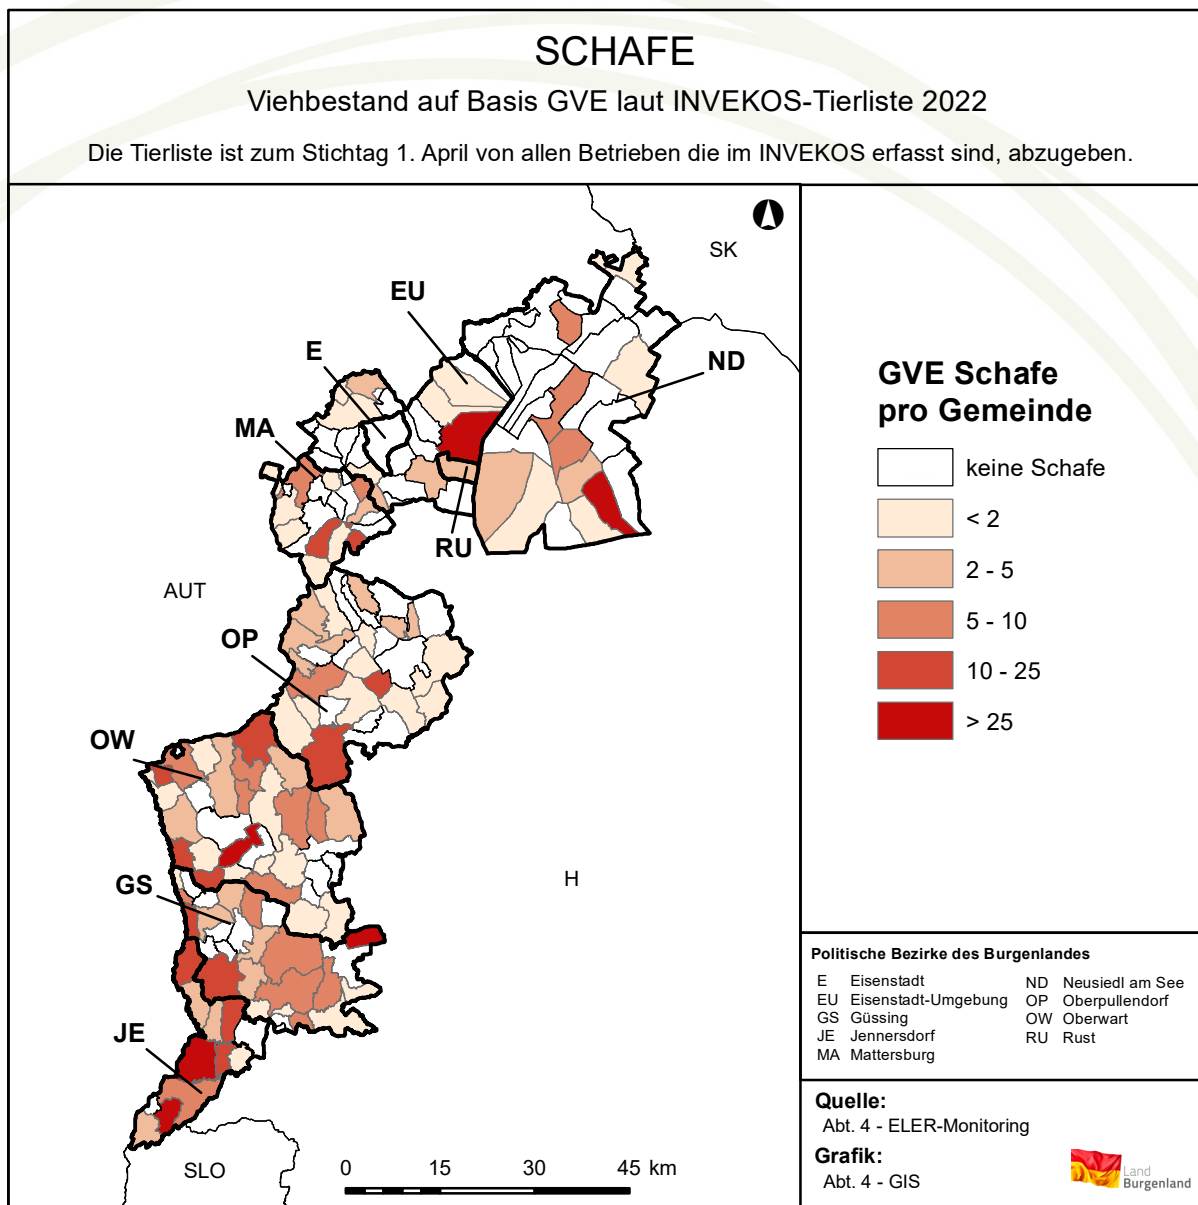 SCHAFE
Viehbestand auf Basis GVE laut INVEKOS-Tierliste 2022
Die Tierliste ist zum Stichtag 1. April von allen Betrieben die im INVEKOS erfasst sind, abzugeben.
SK
EU
E
ND
MA
RU
AUT
OP
OW
H
GS
JE
SLO
0 15 30 45 km
GVE Schafe
pro Gemeinde
keine Schafe
< 2
2 - 5
5 - 10
10 - 25
> 25
Politische Bezirke des Burgenlandes
E Eisenstadt
EU Eisenstadt-Umgebung
GS Güssing
JE Jennersdorf
MA Mattersburg
ND Neusiedl am See
OP Oberpullendorf
OW Oberwart
RU Rust
Quelle:
Abt. 4 - ELER-Monitoring
Grafik:
Abt. 4 - GIS
Land
Burgenland